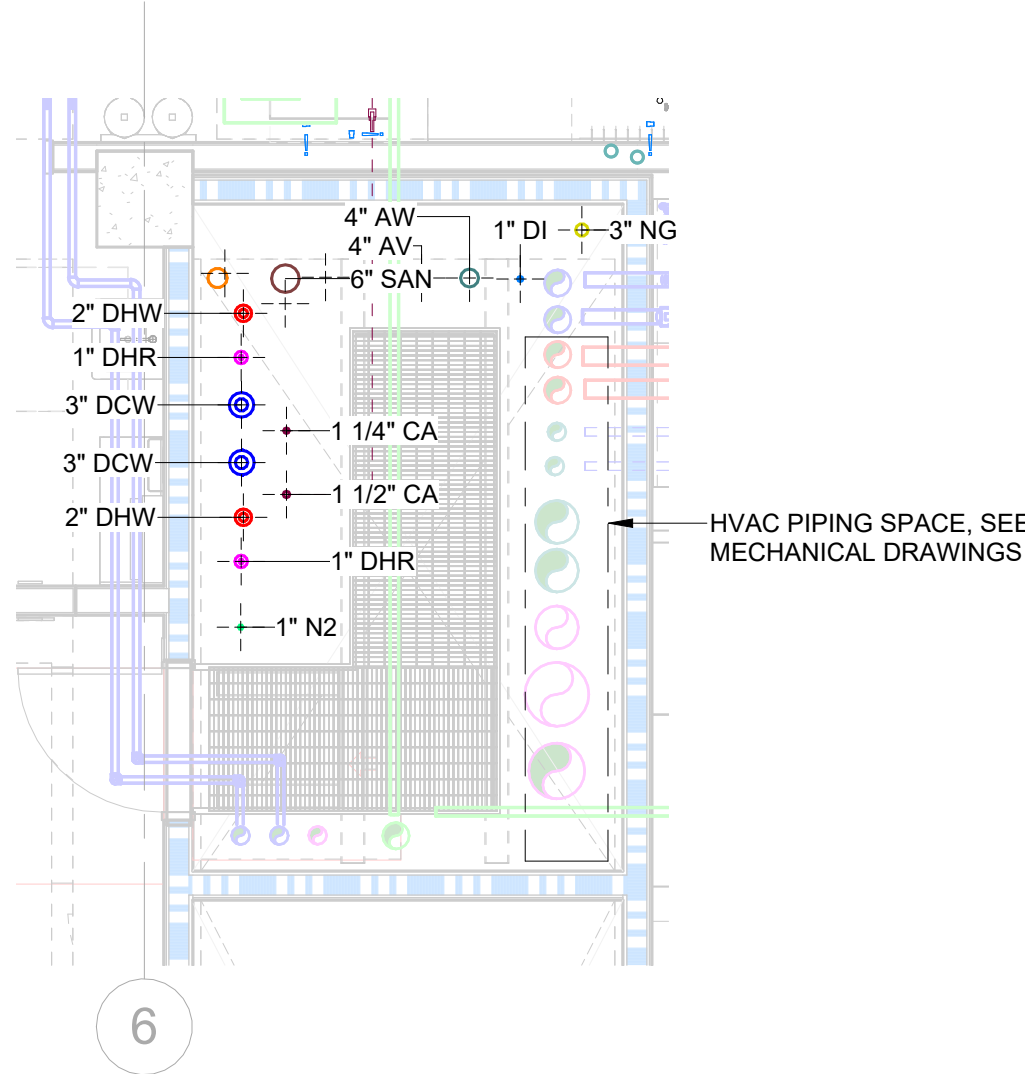 4" AW
4" AV
6" SAN
1" DI
3" NG
2" DHW
1" DHR
3" DCW
1 1/4" CA
3" DCW
1 1/2" CA
2" DHW
1" DHR
1" N2
HVAC PIPING SPACE, SEE
MECHANICAL DRAWINGS
6